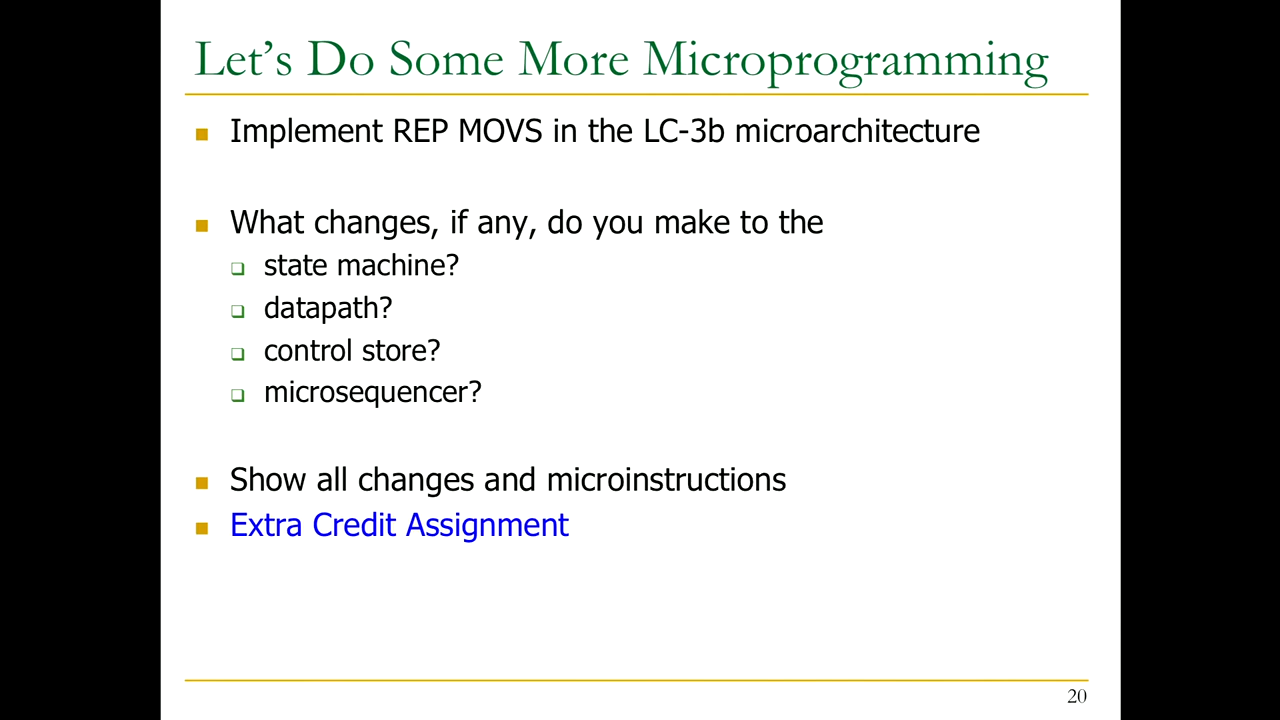 Let’s Do Some More Microprogramming
Implement REP MOVS in the LC-3b microarchitecture
What changes, if any, do you make to the
state machine?
datapath?
control store?
microsequencer?
Show all changes and microinstructions
Extra Credit Assignment
20